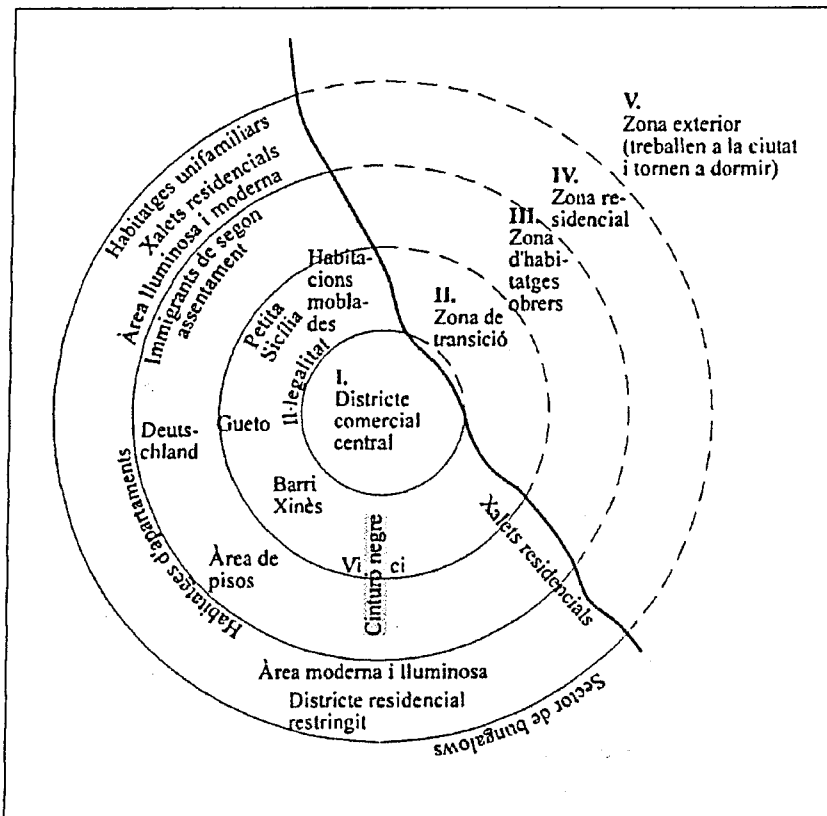 V.
Zona exterior
(treballen a la ciutat
i tornen a dormir)
IV.
Zona re-
sidencial
III.
Zona
d'habi-
tatges
obrers
II.
Zona de
transició
I.
Districte
comercial
central
Habitatges unifamiliars
Xalets residencials
Àrea lluminosa i moderna
Immigrants de segon
assentament
Habita-
cions
mobla-
des
Petita
Sicília
Il·legalitat
Gueto
Deuts-
chland
Barri
Xinès
Habitatges d'apartaments
Àrea de
pisos
Vi ci
Cinturó negre
Xalets residencials
Àrea moderna i lluminosa
Districte residencial
restringit
Sector de bungalows